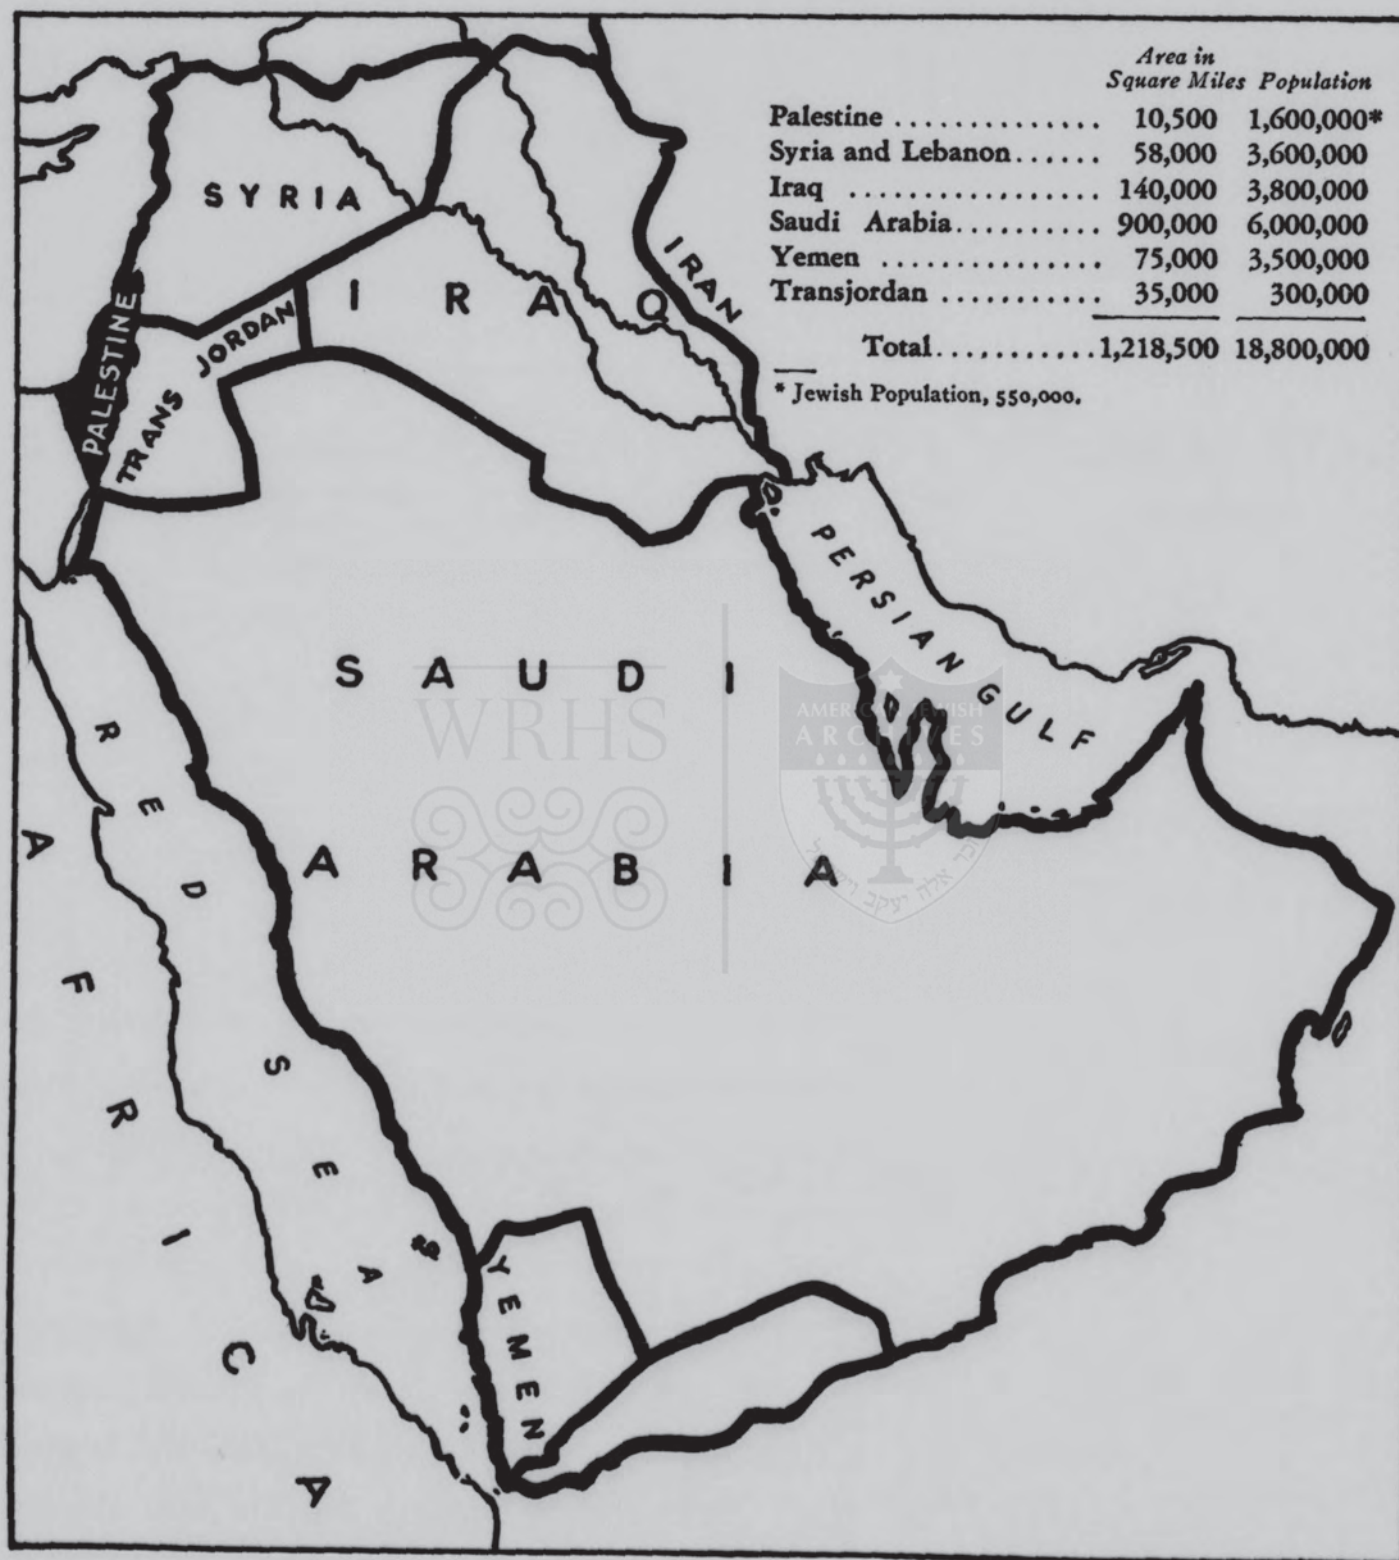 Area in
Square Miles Population
Palestine .............. 10,500 1,600,000*
Syria and Lebanon...... 58,000 3,600,000
Iraq .................. 140,000 3,800,000
Saudi Arabia.......... 900,000 6,000,000
Yemen ............... 75,000 3,500,000
Transjordan ........... 35,000 300,000
Total........... 1,218,500 18,800,000
* Jewish Population, 550,000.
SYRIA
IRAN
IRAQ
PALESTINE
TRANS JORDAN
PERSIAN GULF
SAUDI
ARABIA
RED SEA
AFRICA
YEMEN
WRHS
AMERICAN JEWISH
ARCHIVES